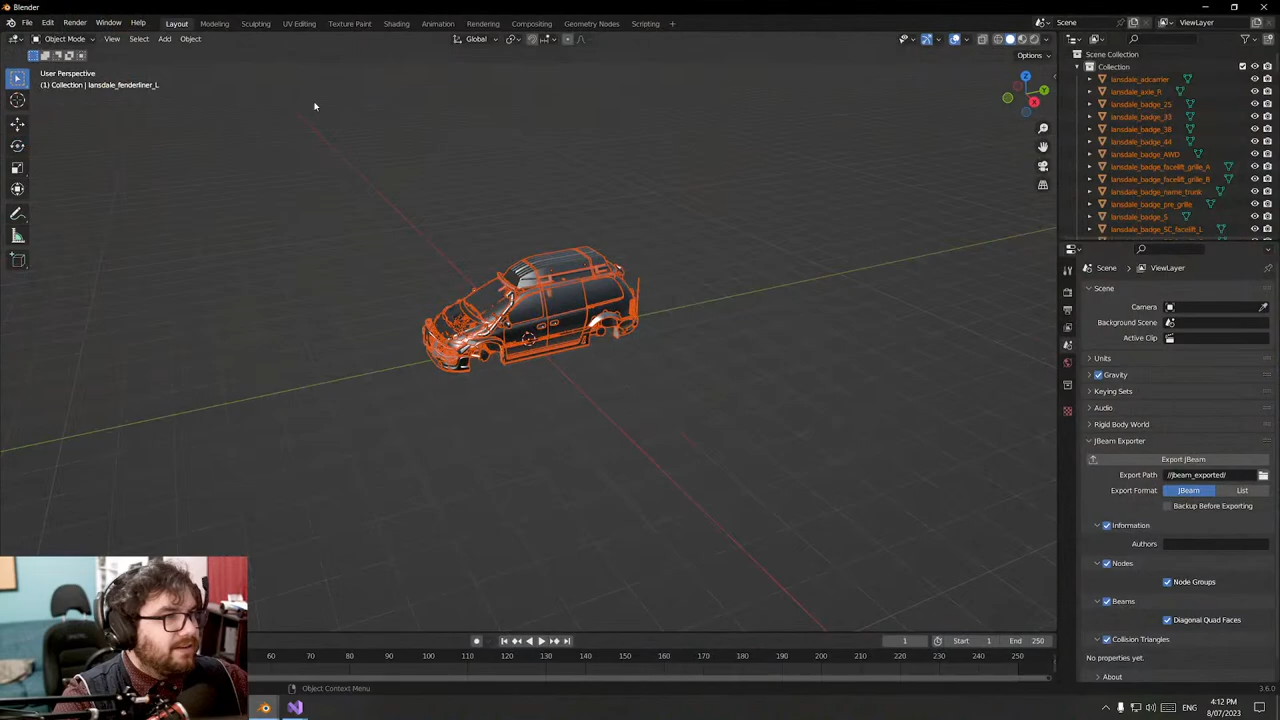 Blender
File Edit Render Window Help Layout Modeling Sculpting UV Editing Texture Paint Shading Animation Rendering Compositing Geometry Nodes Scripting + Scene ViewLayer
Object Mode View Select Add Object Global
Options
User Perspective
(1) Collection | lansdale_fenderliner_L
Z
Y
X
Scene Collection
Collection
lansdale_adcarrier
lansdale_axle_R
lansdale_badge_25
lansdale_badge_33
lansdale_badge_38
lansdale_badge_44
lansdale_badge_AWD
lansdale_badge_facelift_grille_A
lansdale_badge_facelift_grille_B
lansdale_badge_name_trunk
lansdale_badge_pre_grille
lansdale_badge_S
lansdale_badge_SC_facelift_L
Scene ViewLayer
Scene
Camera
Background Scene
Active Clip
Units
Gravity
Keying Sets
Audio
Rigid Body World
JBeam Exporter
Export JBeam
Export Path //jbeam_exported/
Export Format JBeam List
Backup Before Exporting
Information
Authors
Nodes
Node Groups
Beams
Diagonal Quad Faces
Collision Triangles
No properties yet.
About
1 Start 1 End 250
60 70 80 90 100 110 120 130 140 150 160 170 180 190 200 210 220 230 240 250
Object Context Menu
3.6.0
ENG
4:12 PM
8/07/2023